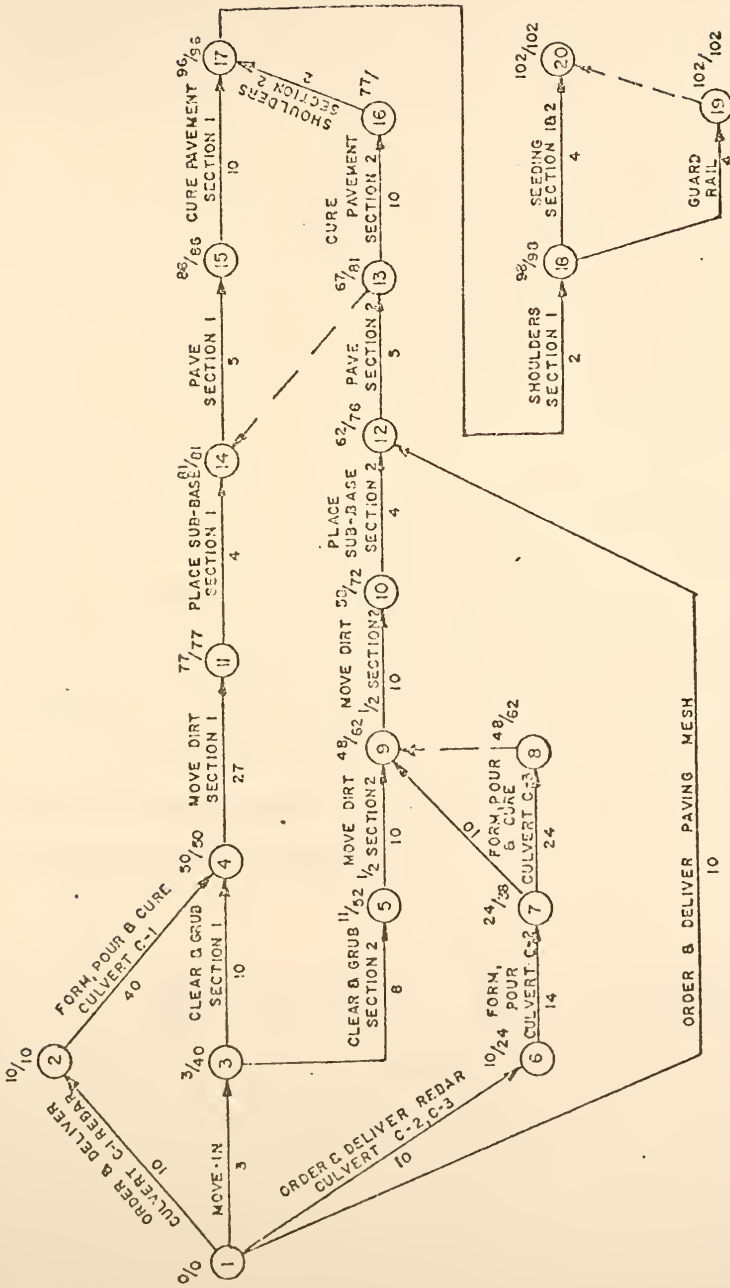 0/0
1
ORDER & DELIVER
CULVERT C-1 REBAR
10
10/10
2
FORM, POUR & CURE
CULVERT C-1
40
MOVE-IN
3
3/40
3
CLEAR & GRUB
SECTION 1
10
50/50
4
MOVE DIRT
SECTION 1
27
77/77
11
PLACE SUB-BASE
SECTION 1
4
81/81
14
PAVE
SECTION 1
5
86/86
15
CURE PAVEMENT
SECTION 1
10
96/96
17
CLEAR & GRUB
SECTION 2
8
11/52
5
MOVE DIRT
1/2 SECTION 2
10
48/62
9
MOVE DIRT
1/2 SECTION 2
10
58/72
10
PLACE
SUB-BASE
SECTION 2
4
62/76
12
PAVE
SECTION 2
5
67/81
13
CURE
PAVEMENT
SECTION 2
10
77/
16
SHOULDERS
SECTION 2
2
ORDER & DELIVER REBAR
CULVERT C-2, C-3
10
10/24
6
FORM,
POUR
CULVERT C-2
14
24/38
7
10
FORM, POUR
& CURE
CULVERT C-3
24
48/62
8
ORDER & DELIVER PAVING MESH
10
SHOULDERS
SECTION 1
2
98/98
18
SEEDING
SECTION 1&2
4
102/102
20
GUARD
RAIL
4
102/102
19